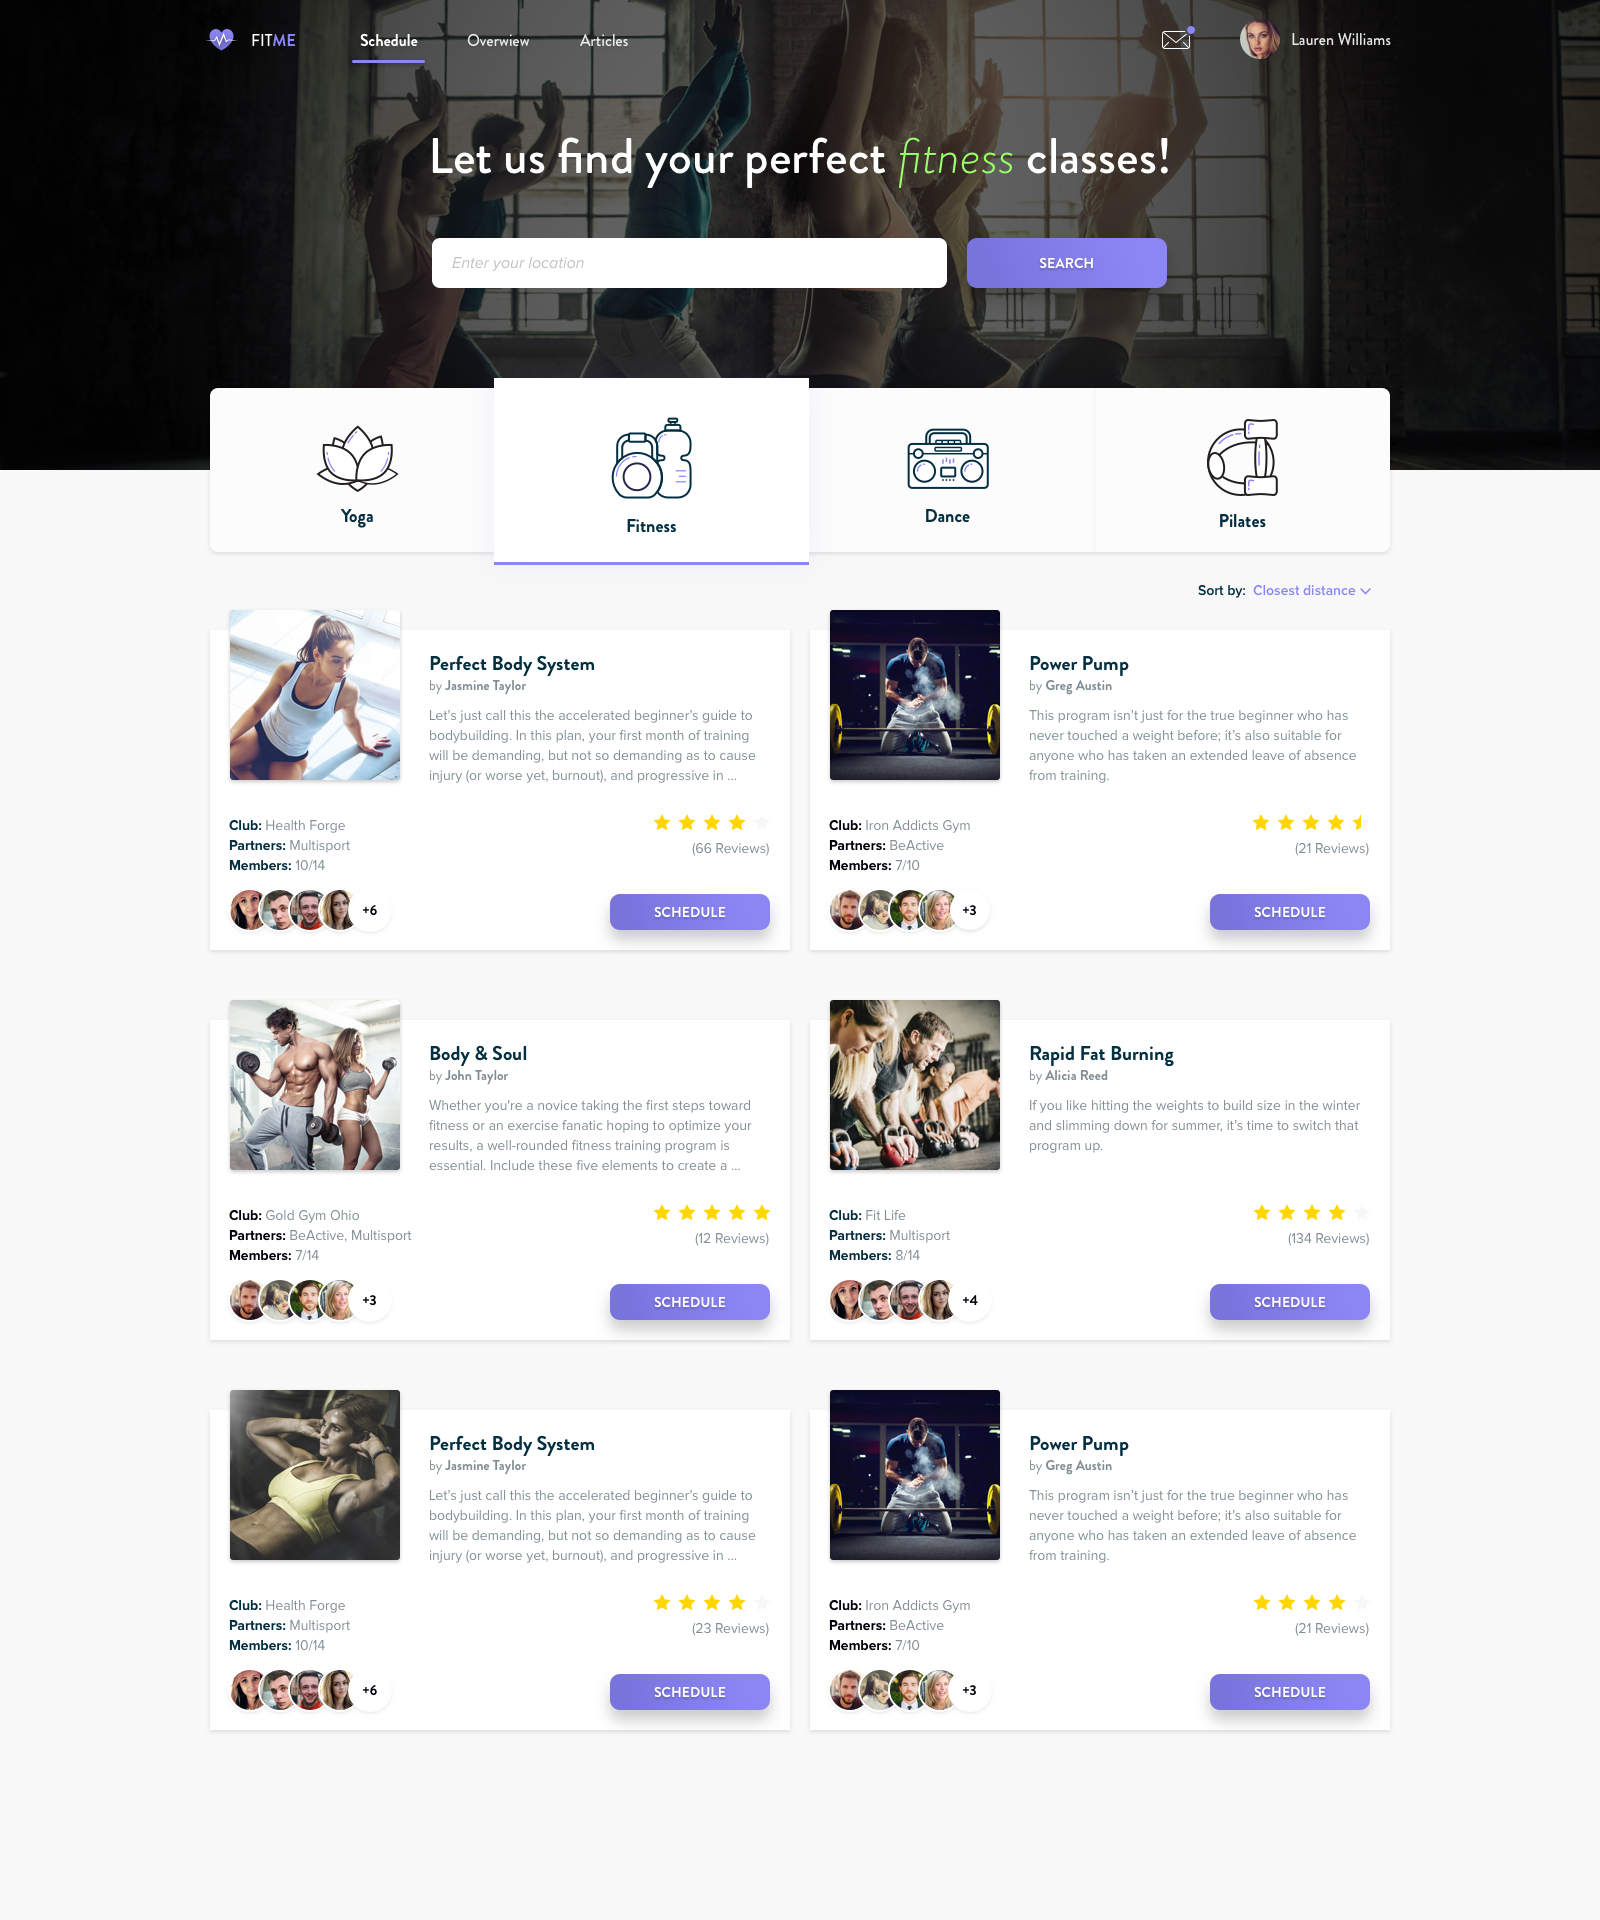 FITME
Schedule
Overview
Articles
Lauren Williams
Let us find your perfect fitness classes!
Enter your location
SEARCH
Yoga
Fitness
Dance
Pilates
Sort by: Closest distance
Perfect Body System
by Jasmine Taylor
Let's just call this the accelerated beginner's guide to
bodybuilding. In this plan, your first month of training
will be demanding, but not so demanding as to cause
injury (or worse yet, burnout), and progressive in ...
Club: Health Forge
Partners: Multisport
Members: 10/14
(66 Reviews)
+6
SCHEDULE
Power Pump
by Greg Austin
This program isn't just for the true beginner who has
never touched a weight before; it's also suitable for
anyone who has taken an extended leave of absence
from training.
Club: Iron Addicts Gym
Partners: BeActive
Members: 7/10
(21 Reviews)
+3
SCHEDULE
Body & Soul
by John Taylor
Whether you're a novice taking the first steps toward
fitness or an exercise fanatic hoping to optimize your
results, a well-rounded fitness training program is
essential. Include these five elements to create a ...
Club: Gold Gym Ohio
Partners: BeActive, Multisport
Members: 7/14
(12 Reviews)
+3
SCHEDULE
Rapid Fat Burning
by Alicia Reed
If you like hitting the weights to build size in the winter
and slimming down for summer, it's time to switch that
program up.
Club: Fit Life
Partners: Multisport
Members: 8/14
(134 Reviews)
+4
SCHEDULE
Perfect Body System
by Jasmine Taylor
Let's just call this the accelerated beginner's guide to
bodybuilding. In this plan, your first month of training
will be demanding, but not so demanding as to cause
injury (or worse yet, burnout), and progressive in ...
Club: Health Forge
Partners: Multisport
Members: 10/14
(23 Reviews)
+6
SCHEDULE
Power Pump
by Greg Austin
This program isn't just for the true beginner who has
never touched a weight before; it's also suitable for
anyone who has taken an extended leave of absence
from training.
Club: Iron Addicts Gym
Partners: BeActive
Members: 7/10
(21 Reviews)
+3
SCHEDULE